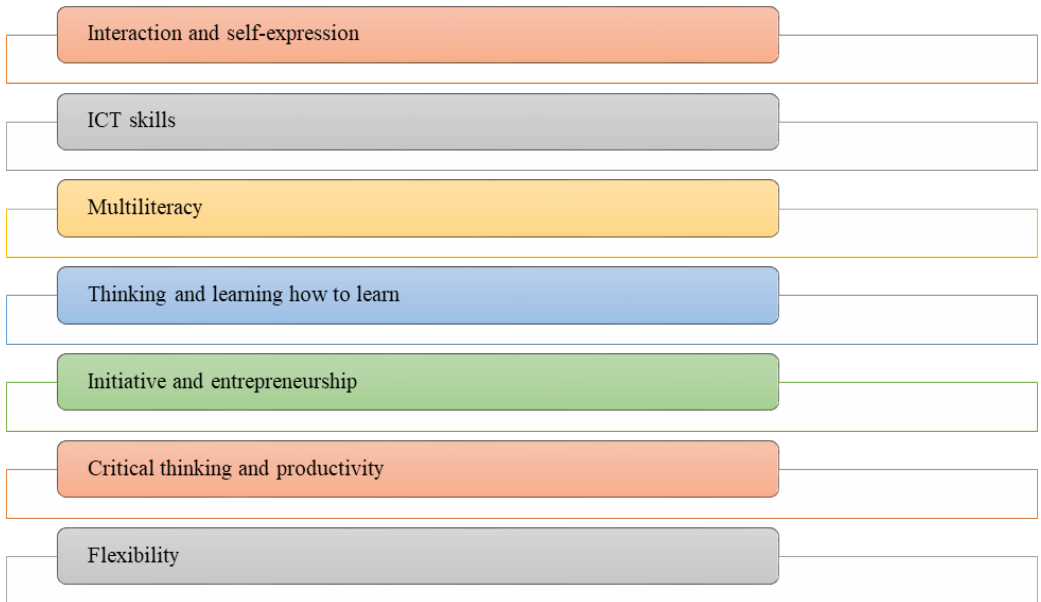 Interaction and self-expression
ICT skills
Multiliteracy
Thinking and learning how to learn
Initiative and entrepreneurship
Critical thinking and productivity
Flexibility